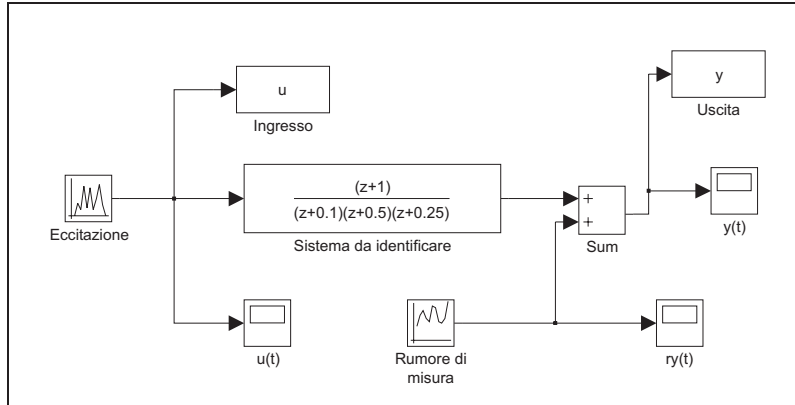 u
Ingresso
y
Uscita
Eccitazione
(z+1)
(z+0.1)(z+0.5)(z+0.25)
Sistema da identificare
+
+
Sum
y(t)
u(t)
Rumore di
misura
ry(t)